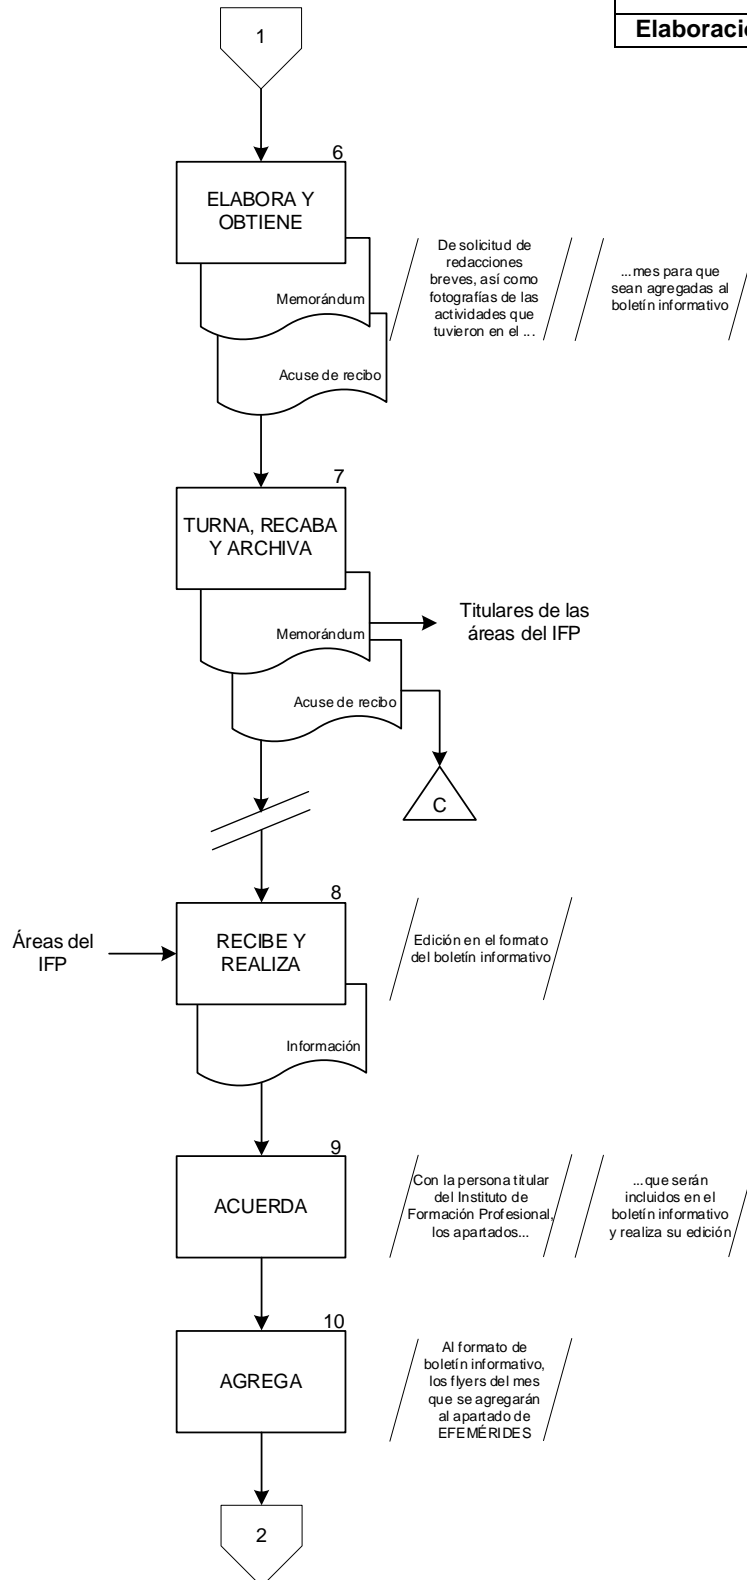 Elaboració
1
6
ELABORA Y
OBTIENE
Memorándum
Acuse de recibo
De solicitud de
redacciones
breves, así como
fotografías de las
actividades que
tuvieron en el ...
...mes para que
sean agregadas al
boletín informativo
7
TURNA, RECABA
Y ARCHIVA
Memorándum
Acuse de recibo
Titulares de las
áreas del IFP
C
8
Áreas del
IFP
RECIBE Y
REALIZA
Información
Edición en el formato
del boletín informativo
9
ACUERDA
Con la persona titular
del Instituto de
Formación Profesional,
los apartados...
...que serán
incluidos en el
boletín informativo
y realiza su edición
10
AGREGA
Al formato de
boletín informativo,
los flyers del mes
que se agregarán
al apartado de
EFEMÉRIDES
2